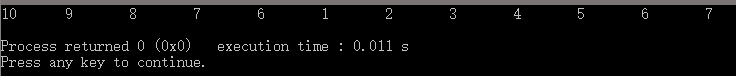 10 9 8 7 6 1 2 3 4 5 6 7
Process returned 0 (0x0) execution time : 0.011 s
Press any key to continue.